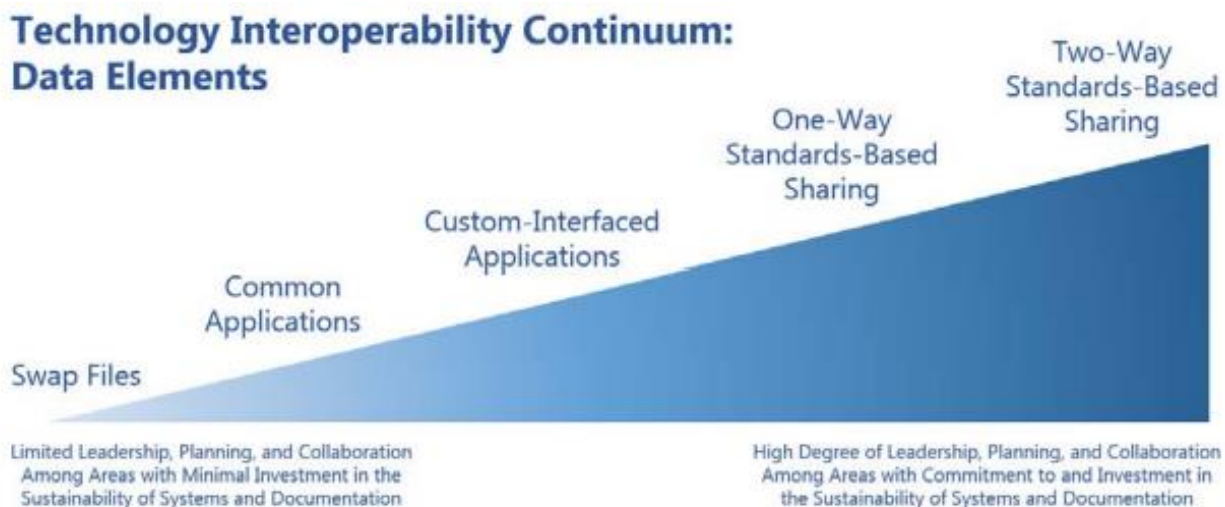 Technology Interoperability Continuum:
Data Elements
Two-Way
Standards-Based
Sharing
One-Way
Standards-Based
Sharing
Custom-Interfaced
Applications
Common
Applications
Swap Files
Limited Leadership, Planning, and Collaboration
Among Areas with Minimal Investment in the
Sustainability of Systems and Documentation
High Degree of Leadership, Planning, and Collaboration
Among Areas with Commitment to and Investment in
the Sustainability of Systems and Documentation